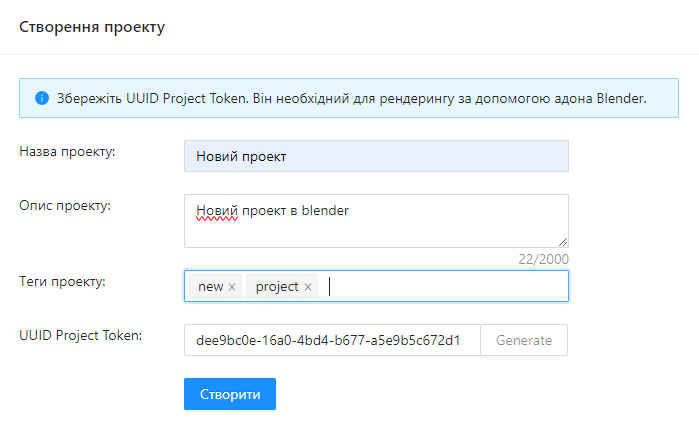 Створення проекту
Збережіть UUID Project Token. Він необхідний для рендерингу за допомогою адона Blender.
Назва проекту:
Новий проект
Опис проекту:
Новий проект в blender
22/2000
Теги проекту:
new x project x
UUID Project Token:
dee9bc0e-16a0-4bd4-b677-a5e9b5c672d1
Generate
Створити